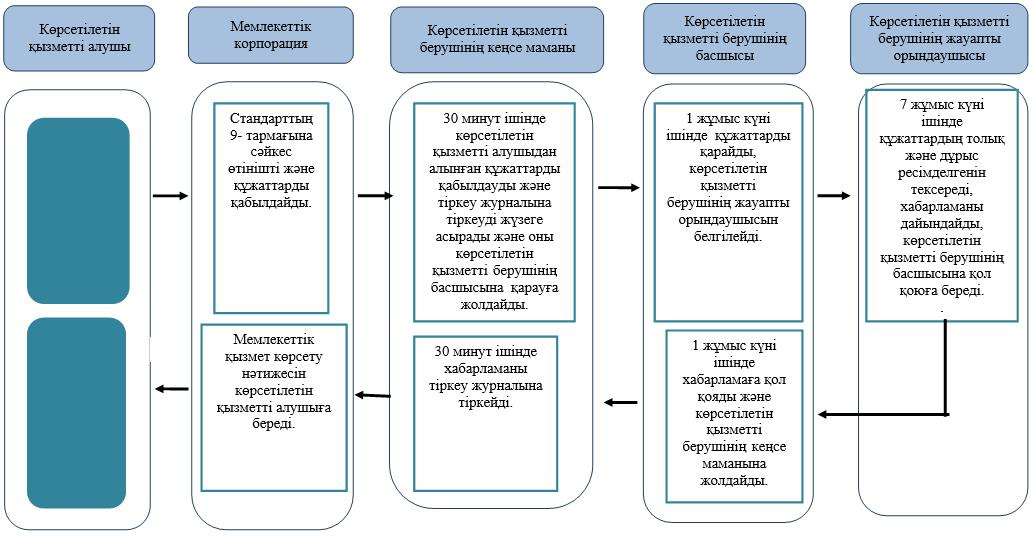 Көрсетілетін
қызметті алушы
Мемлекеттік
корпорация
Көрсетілетін қызметті
берушінің кеңсе маманы
Көрсетілетін
қызметті берушінің
басшысы
Көрсетілетін қызметті
берушінің жауапты
орындаушысы
Стандарттың
9- тармағына
сәйкес
өтінішті және
құжаттарды
қабылдайды.
30 минут ішінде
көрсетілетін
қызметті алушыдан
алынған құжаттарды
қабылдауды және
тіркеу журналына
тіркеуді жүзеге
асырады және оны
көрсетілетін
қызметті берушінің
басшысына қарауға
жолдайды.
1 жұмыс күні
ішінде құжаттарды
қарайды,
көрсетілетін
қызметті
берушінің жауапты
орындаушысын
белгілейді.
7 жұмыс күні
ішінде
құжаттардың толық
және дұрыс
ресімделгенін
тексереді,
хабарламаны
дайындайды,
көрсетілетін
қызметті берушінің
басшысына қол
қоюға береді.
.
Мемлекеттік
қызмет көрсету
нәтижесін
көрсетілетін
қызметті алушыға
береді.
30 минут ішінде
хабарламаны
тіркеу журналына
тіркейді.
1 жұмыс күні
ішінде
хабарламаға қол
қояды және
көрсетілетін
қызметті
берушінің кеңсе
маманына
жолдайды.